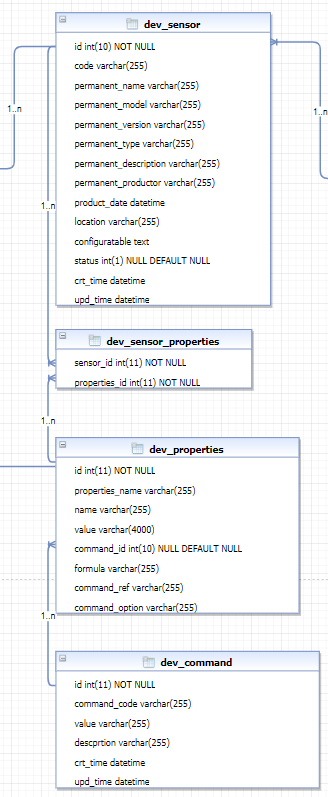 dev_sensor
id int(10) NOT NULL
code varchar(255)
permanent_name varchar(255)
permanent_model varchar(255)
1..n
1..n
permanent_version varchar(255)
permanent_type varchar(255)
permanent_description varchar(255)
permanent_productor varchar(255)
product_date datetime
1..n
location varchar(255)
configuratable text
status int(1) NULL DEFAULT NULL
crt_time datetime
upd_time datetime
dev_sensor_properties
sensor_id int(11) NOT NULL
properties_id int(11) NOT NULL
1..n
dev_properties
id int(11) NOT NULL
properties_name varchar(255)
name varchar(255)
value varchar(4000)
command_id int(10) NULL DEFAULT NULL
formula varchar(255)
command_ref varchar(255)
command_option varchar(255)
1..n
dev_command
id int(11) NOT NULL
command_code varchar(255)
value varchar(255)
descprtion varchar(255)
crt_time datetime
upd_time datetime